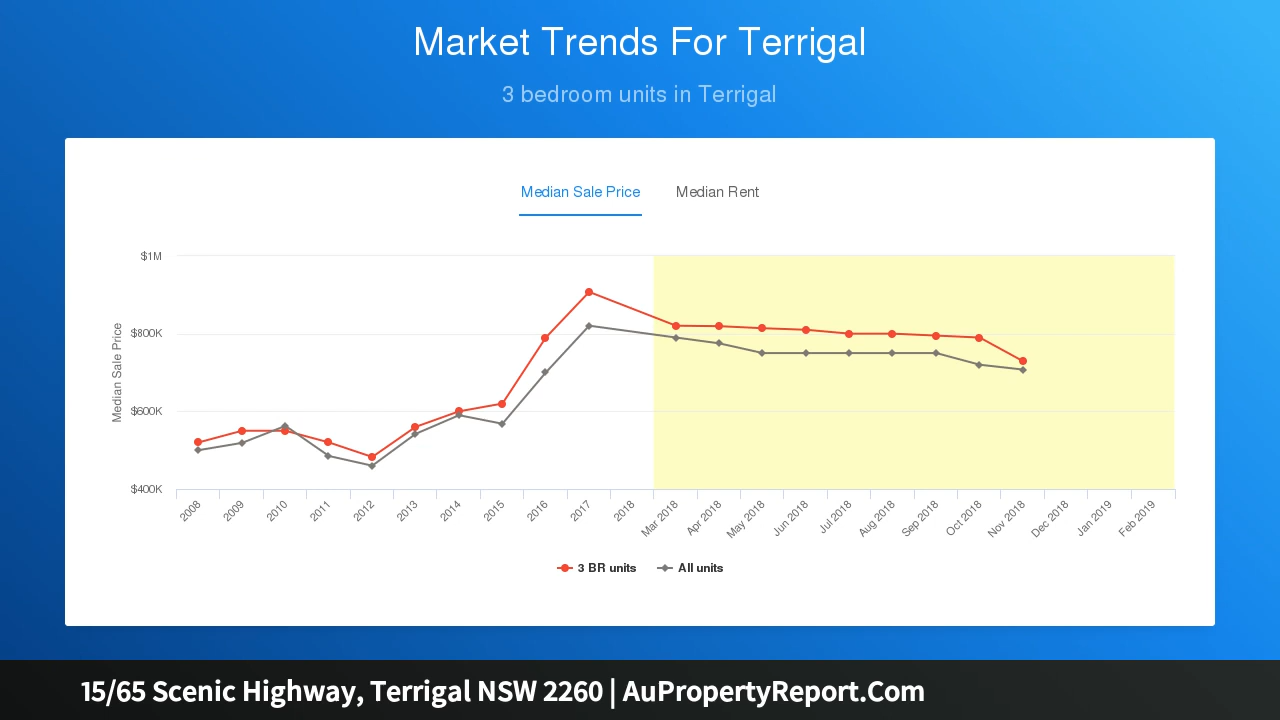 Market Trends For Terrigal
3 bedroom units in Terrigal
Median Sale Price Median Rent
Median Sale Price
$1M
$800K
$600K
$400K
2008 2009 2010 2011 2012 2013 2014 2015 2016 2017 2018 Mar 2018 Apr 2018 May 2018 Jun 2018 Jul 2018 Aug 2018 Sep 2018 Oct 2018 Nov 2018 Dec 2018 Jan 2019 Feb 2019
3 BR units All units
15/65 Scenic Highway, Terrigal NSW 2260 | AuPropertyReport.Com